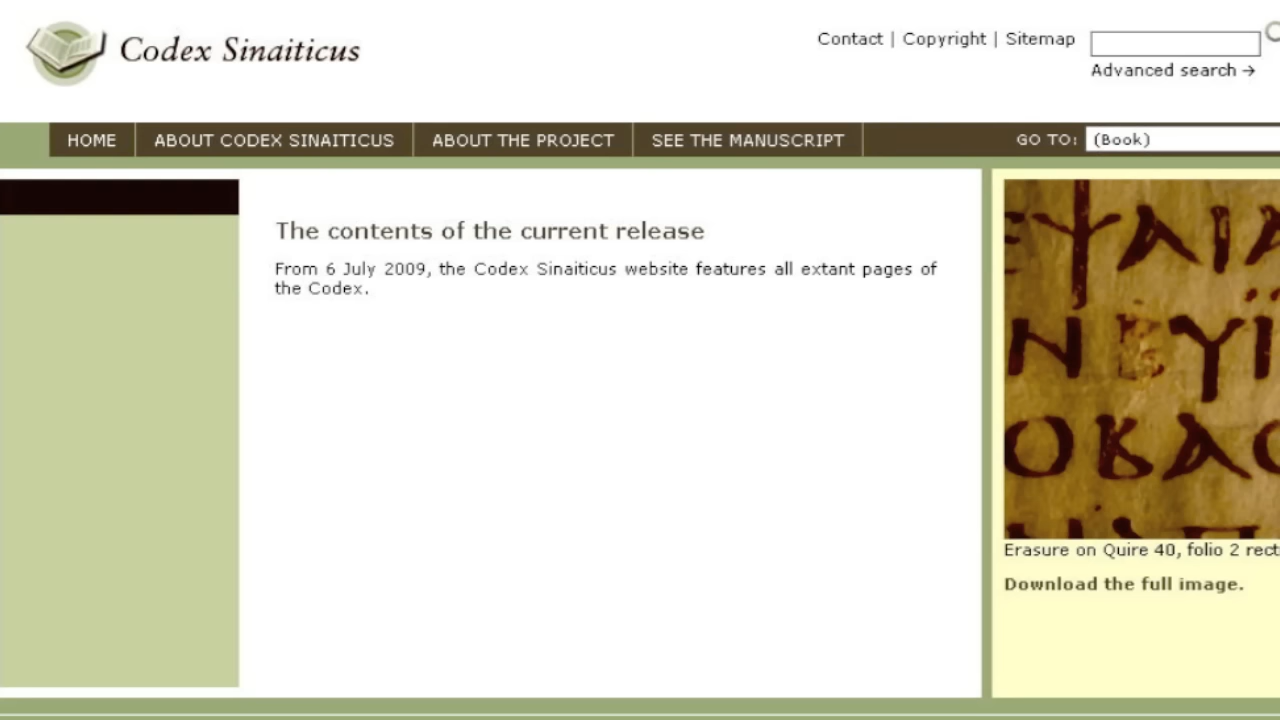 Codex Sinaiticus
Contact | Copyright | Sitemap
Advanced search →
HOME
ABOUT CODEX SINAITICUS
ABOUT THE PROJECT
SEE THE MANUSCRIPT
GO TO: (Book)
The contents of the current release
From 6 July 2009, the Codex Sinaiticus website features all extant pages of
the Codex.
ΕΨΑΙΑ
Ν ΕΥΪ
ΟΒΑΟ
Erasure on Quire 40, folio 2 rect
Download the full image.